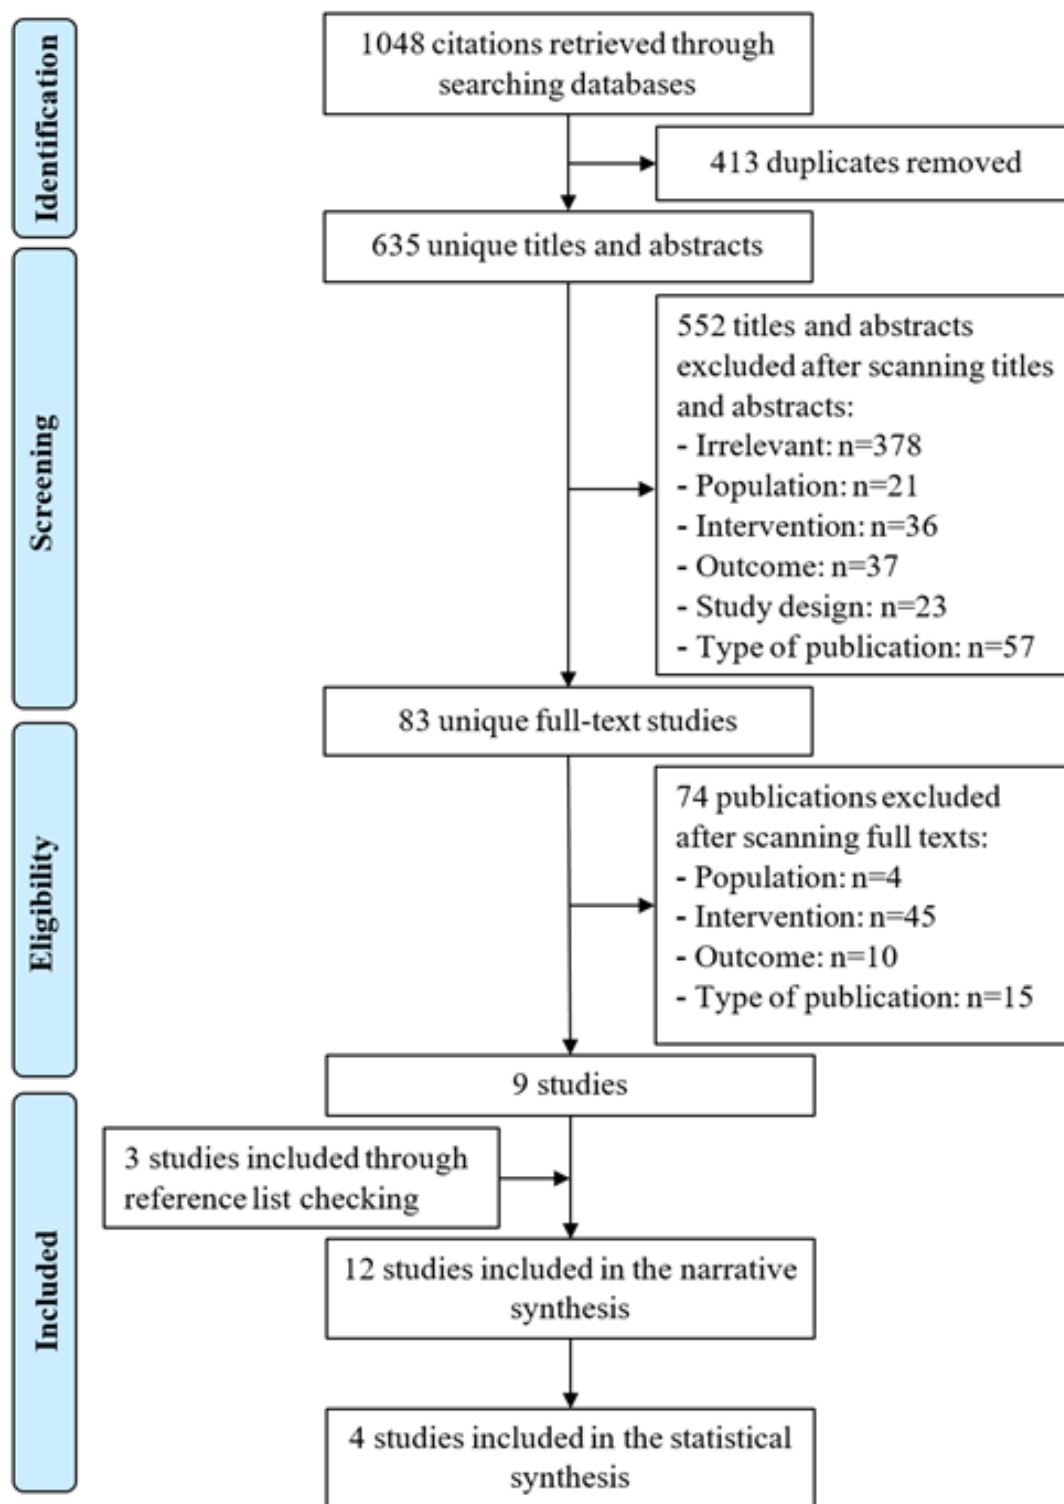 Identification
1048 citations retrieved through
searching databases
413 duplicates removed
635 unique titles and abstracts
Screening
552 titles and abstracts
excluded after scanning titles
and abstracts:
- Irrelevant: n=378
- Population: n=21
- Intervention: n=36
- Outcome: n=37
- Study design: n=23
- Type of publication: n=57
83 unique full-text studies
Eligibility
74 publications excluded
after scanning full texts:
- Population: n=4
- Intervention: n=45
- Outcome: n=10
- Type of publication: n=15
9 studies
Included
3 studies included through
reference list checking
12 studies included in the narrative
synthesis
4 studies included in the statistical
synthesis